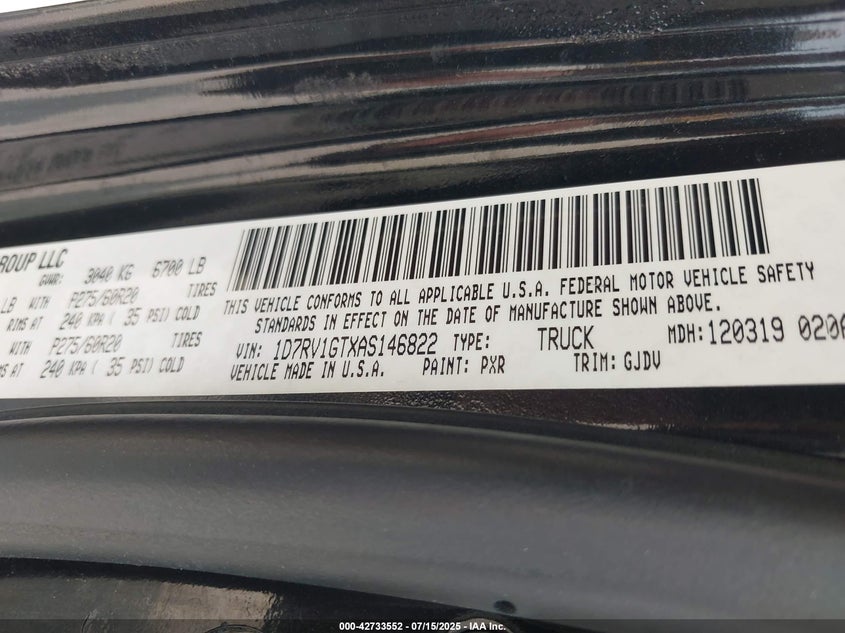 ROUP LLC
GWR: 3040 KG 6700 LB
LB WITH P275/60R20 TIRES
RIMS AT 240 KPA ( 35 PSI) COLD
WITH P275/60R20 TIRES
MS AT 240 KPA ( 35 PSI) COLD
THIS VEHICLE CONFORMS TO ALL APPLICABLE U.S.A. FEDERAL MOTOR VEHICLE SAFETY
STANDARDS IN EFFECT ON THE DATE OF MANUFACTURE SHOWN ABOVE.
VIN: 1D7RV1GTXAS146822 TYPE: TRUCK MDH:120319 020A
VEHICLE MADE IN U.S.A. PAINT: PXR TRIM: GJDV
000-42733552 - 07/15/2025 - IAA Inc.